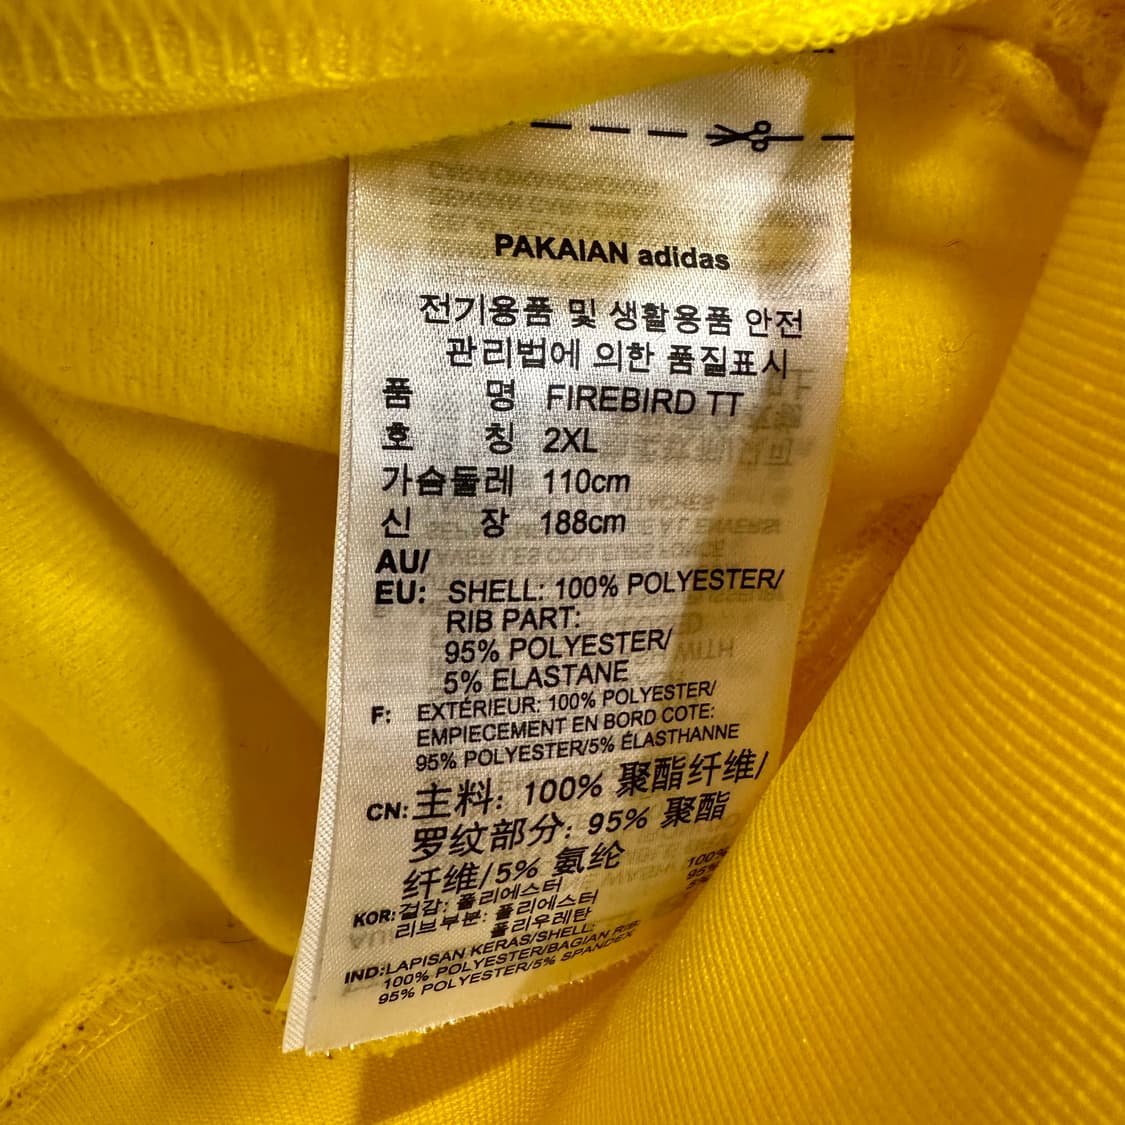 PAKAIAN adidas
전기용품 및 생활용품 안전
관리법에 의한 품질표시
품 명 FIREBIRD TT
호 칭 2XL
가슴둘레 110cm
신 장 188cm
AU/
EU: SHELL: 100% POLYESTER/
RIB PART:
95% POLYESTER/
5% ELASTANE
F: EXTÉRIEUR: 100% POLYESTER/
EMPIECEMENT EN BORD COTE:
95% POLYESTER/5% ÉLASTHANNE
CN: 主料: 100% 聚酯纤维/
罗纹部分: 95% 聚酯
纤维/5% 氨纶
KOR: 겉감: 폴리에스터 100%
리브부분: 폴리에스터 95%
폴리우레탄 5%
IND: LAPISAN KERAS/SHELL:
100% POLYESTER/BAGIAN RIB:
95% POLYESTER/5% SPANDEX